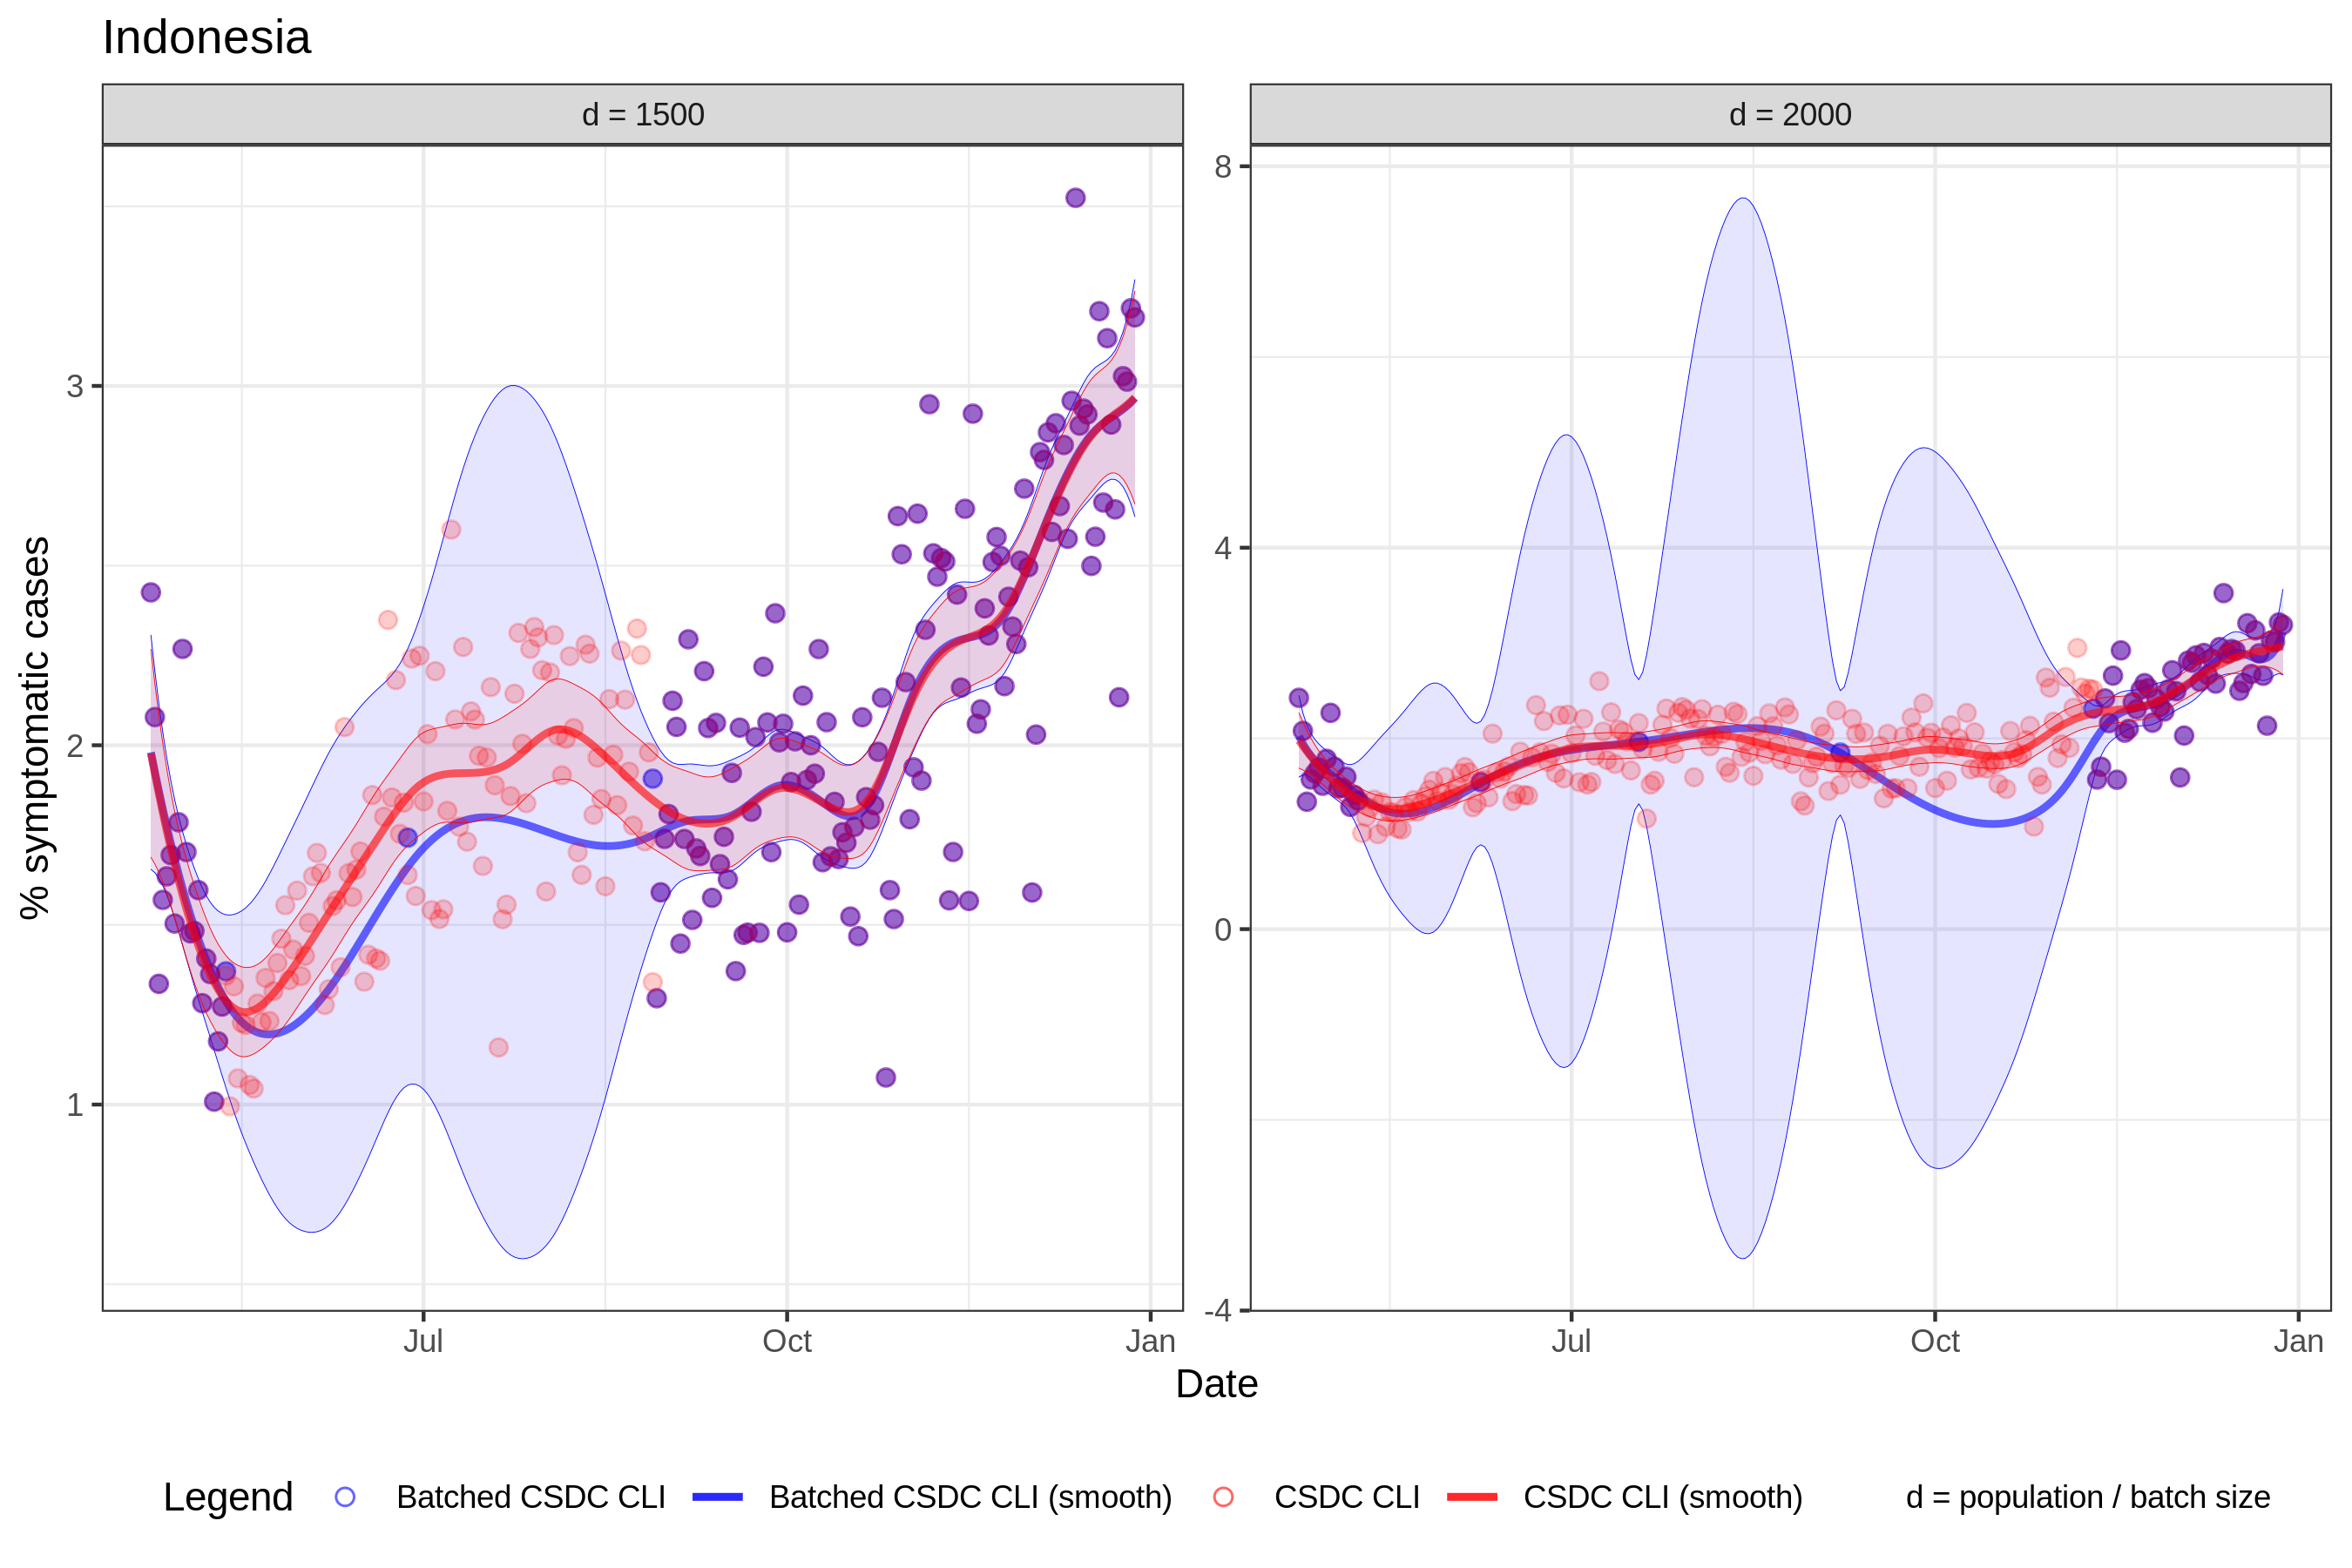 Indonesia
d = 1500
d = 2000
% symptomatic cases
3
2
1
8
4
0
-4
Jul
Oct
Jan
Jul
Oct
Jan
Date
Legend
Batched CSDC CLI
Batched CSDC CLI (smooth)
CSDC CLI
CSDC CLI (smooth)
d = population / batch size